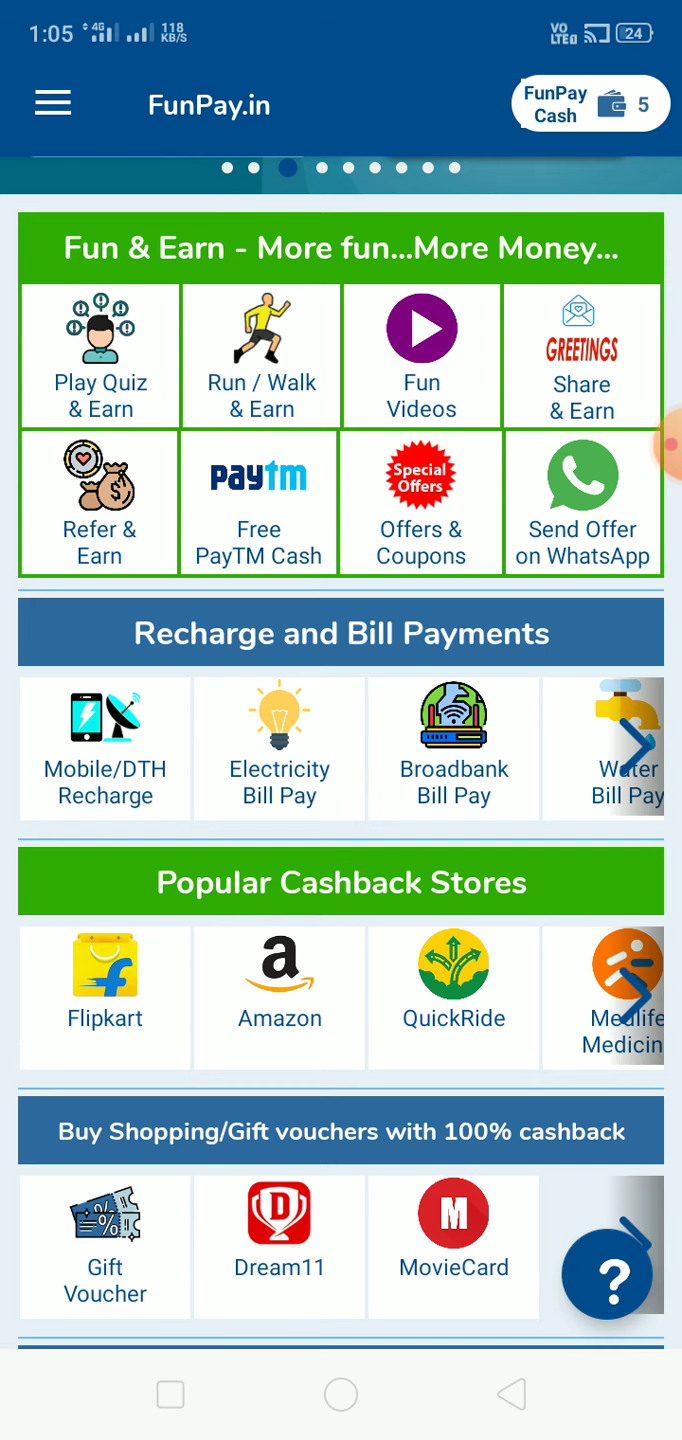 1:05 4G 118 KB/S VO LTE 24
FunPay.in
FunPay
Cash 5
Fun & Earn - More fun...More Money...
Play Quiz
& Earn
Run / Walk
& Earn
Fun
Videos
GREETINGS
Share
& Earn
Refer &
Earn
paytm
Free
PayTM Cash
Special
Offers
Offers &
Coupons
Send Offer
on WhatsApp
Recharge and Bill Payments
Mobile/DTH
Recharge
Electricity
Bill Pay
Broadbank
Bill Pay
Water
Bill Pay
Popular Cashback Stores
Flipkart
a
Amazon
QuickRide
Medlife
Medicin
Buy Shopping/Gift vouchers with 100% cashback
%
Gift
Voucher
D
Dream11
M
MovieCard
?